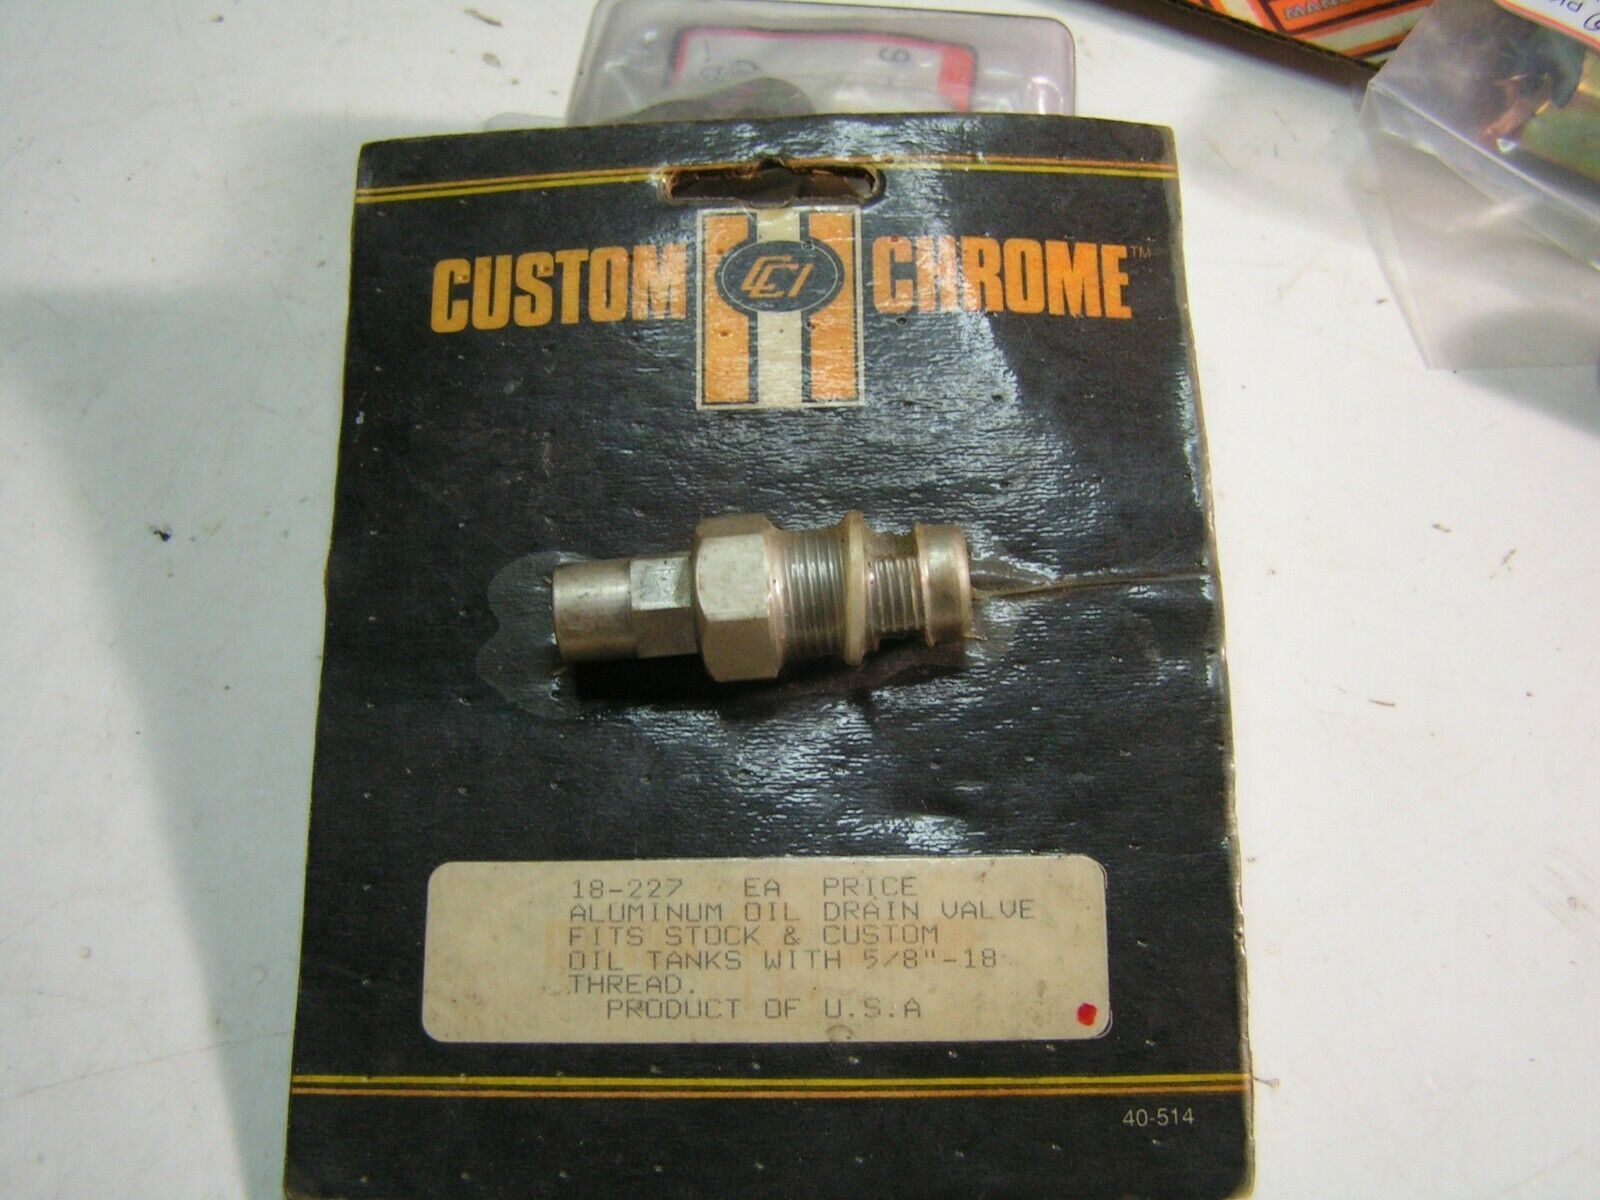 CUSTOM CCI CHROME™
18-227 EA PRICE
ALUMINUM OIL DRAIN VALVE
FITS STOCK & CUSTOM
OIL TANKS WITH 5/8"-18
THREAD.
PRODUCT OF U.S.A
40-514